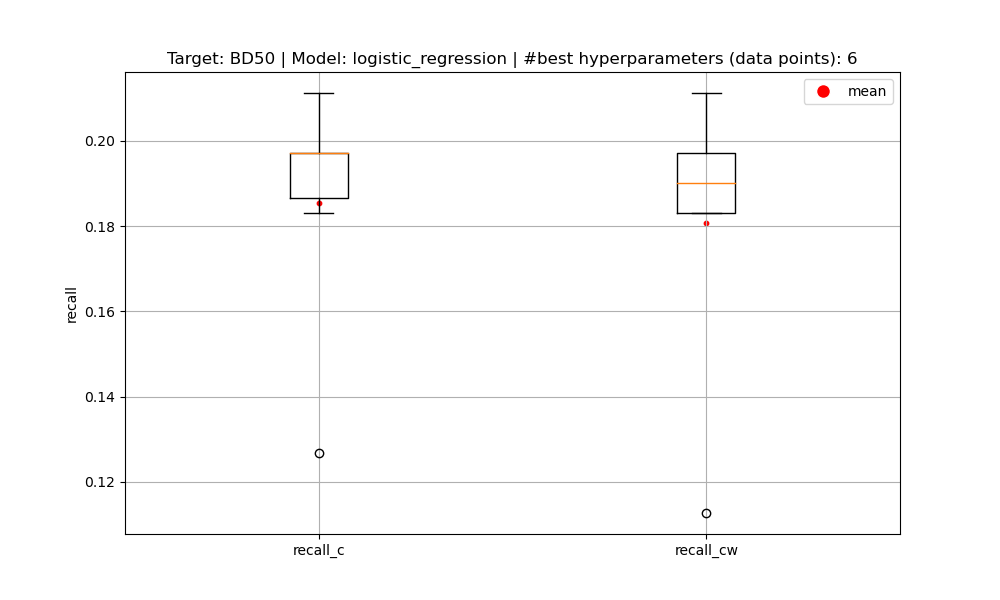 Target: BD50 | Model: logistic_regression | #best hyperparameters (data points): 6
mean
0.20
0.18
0.16
0.14
0.12
recall
recall_c
recall_cw